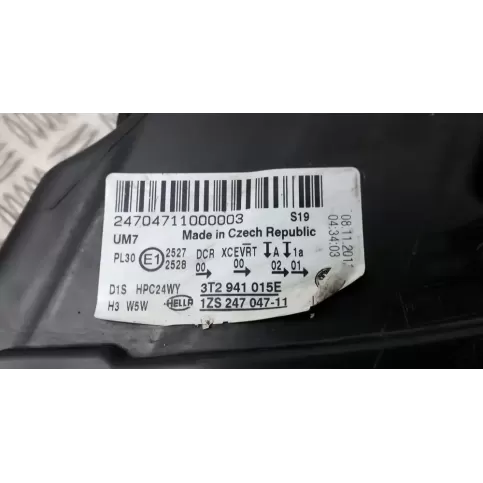 24704711000003 S19
UM7 Made in Czech Republic
PL30 E1 2527 DCR XCEVRT A 1a
2528 00 00 02 01
D1S HPC24WY 3T2 941 015E
H3 W5W HELLA 1ZS 247 047-11
08.11.201
04:34:03